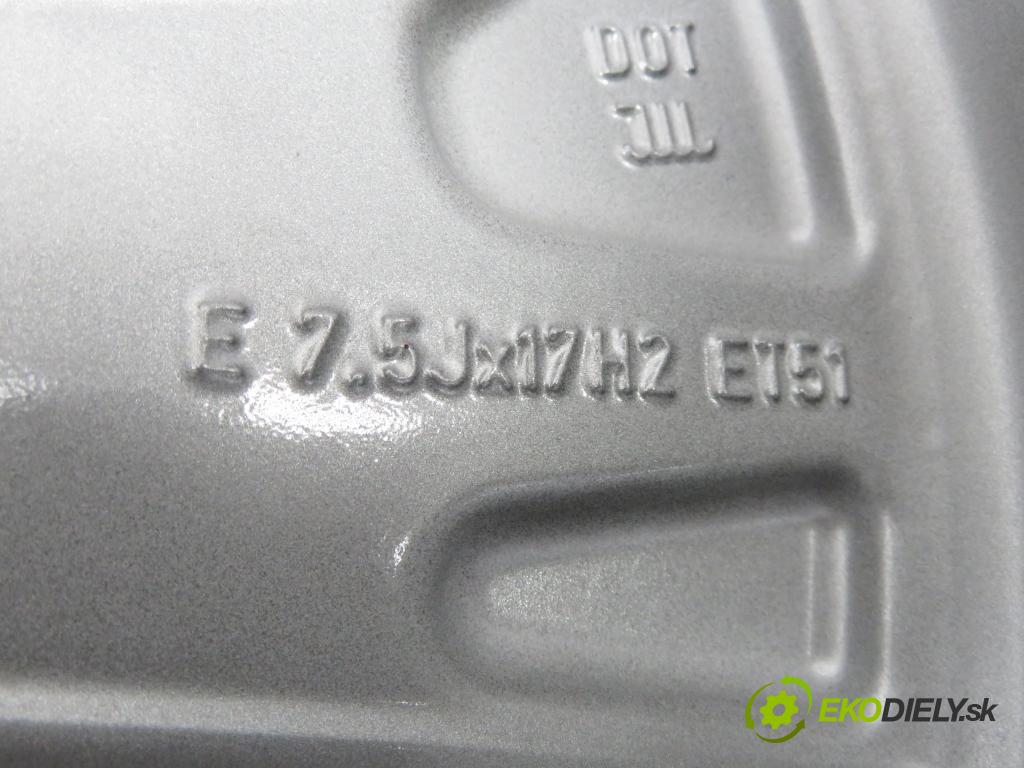 DOT
E 7.5Jx17H2 ET51
EKODIELY.sk